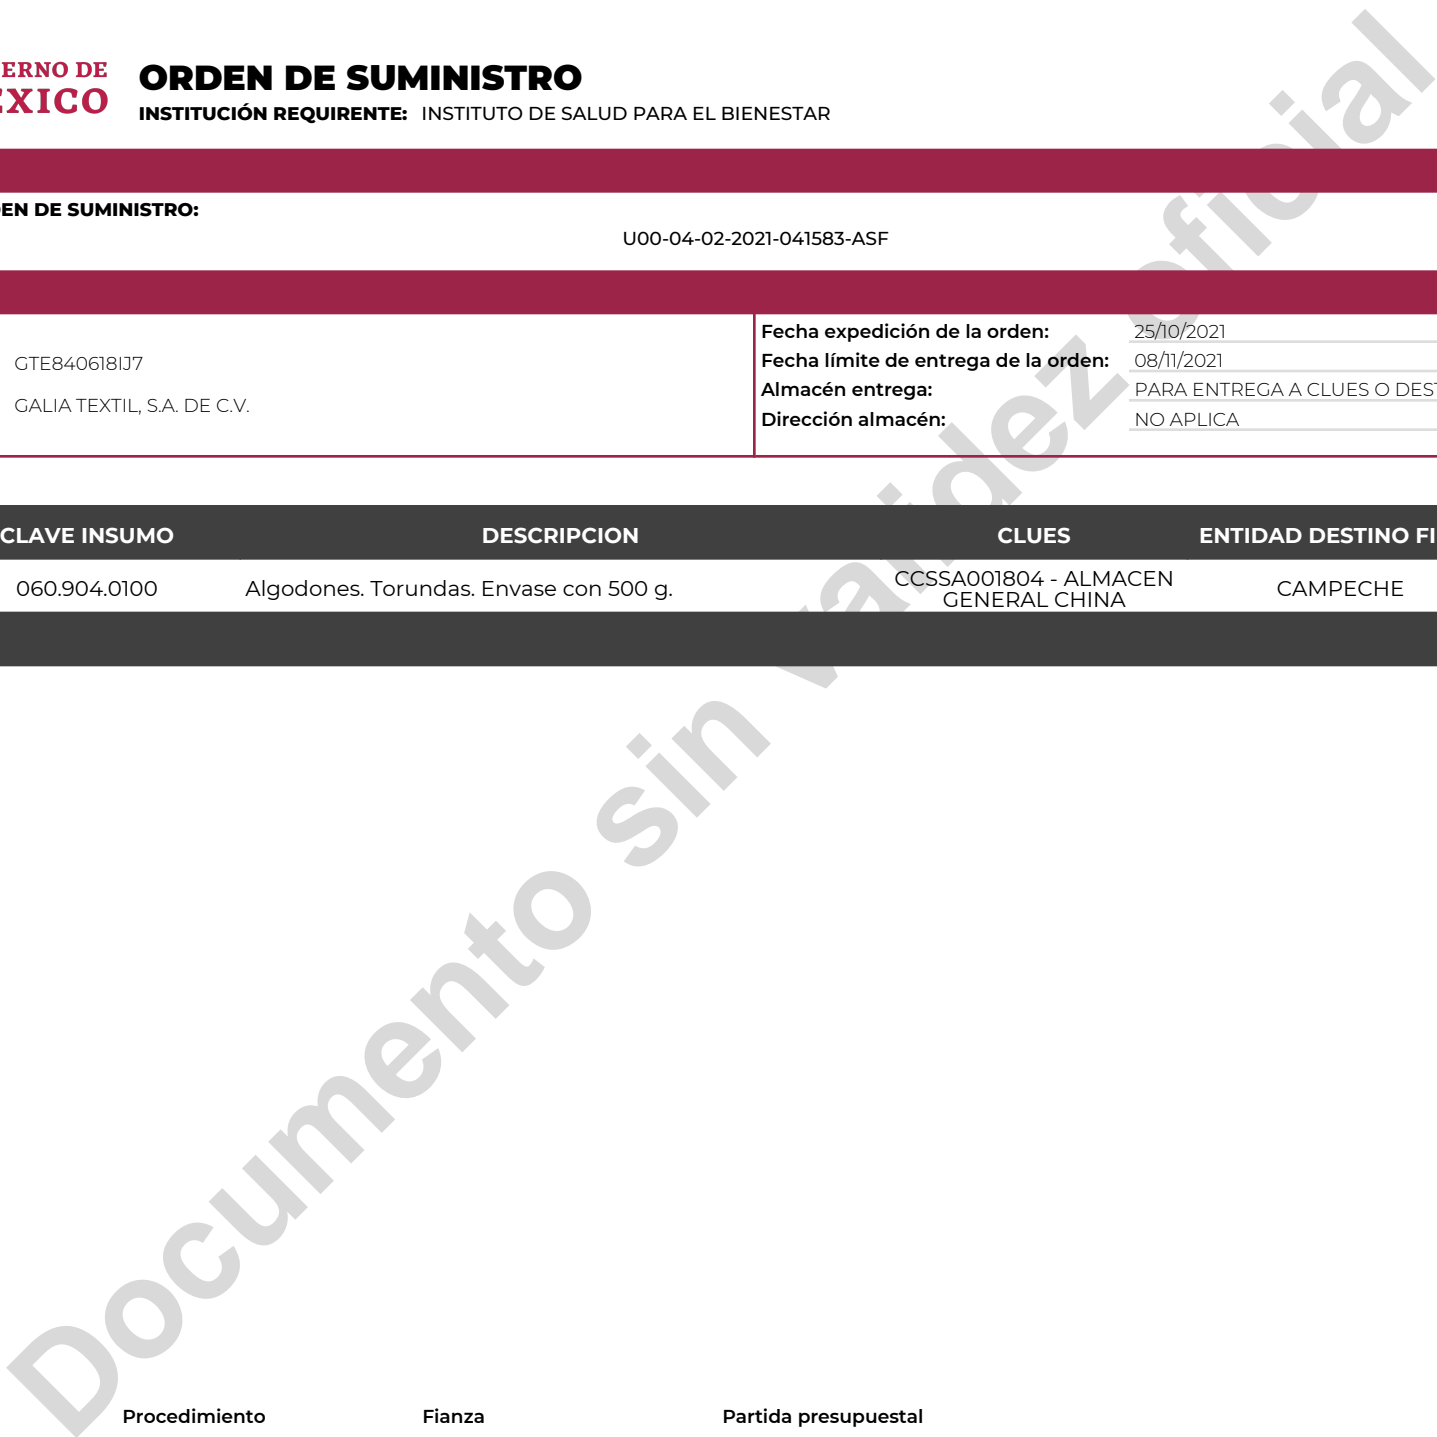 ERNO DE
ÉXICO
ORDEN DE SUMINISTRO
INSTITUCIÓN REQUIRENTE: INSTITUTO DE SALUD PARA EL BIENESTAR
EN DE SUMINISTRO:
U00-04-02-2021-041583-ASF
GTE840618IJ7
GALIA TEXTIL, S.A. DE C.V.
Fecha expedición de la orden: 25/10/2021
Fecha límite de entrega de la orden: 08/11/2021
Almacén entrega: PARA ENTREGA A CLUES O DEST
Dirección almacén: NO APLICA
CLAVE INSUMO DESCRIPCION CLUES ENTIDAD DESTINO FI
060.904.0100 Algodones. Torundas. Envase con 500 g. CCSSA001804 - ALMACEN GENERAL CHINA CAMPECHE
Documento sin validez oficial
Procedimiento Fianza Partida presupuestal